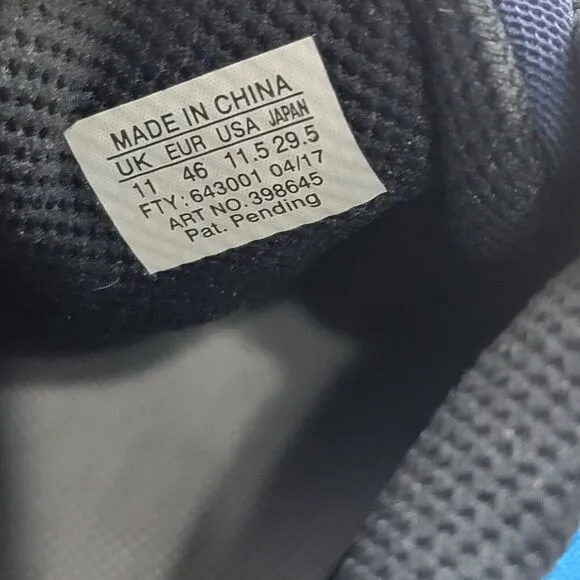 MADE IN CHINA
UK EUR USA JAPAN
11 46 11.5 29.5
FTY: 643001 04/17
ART NO.398645
Pat. Pending